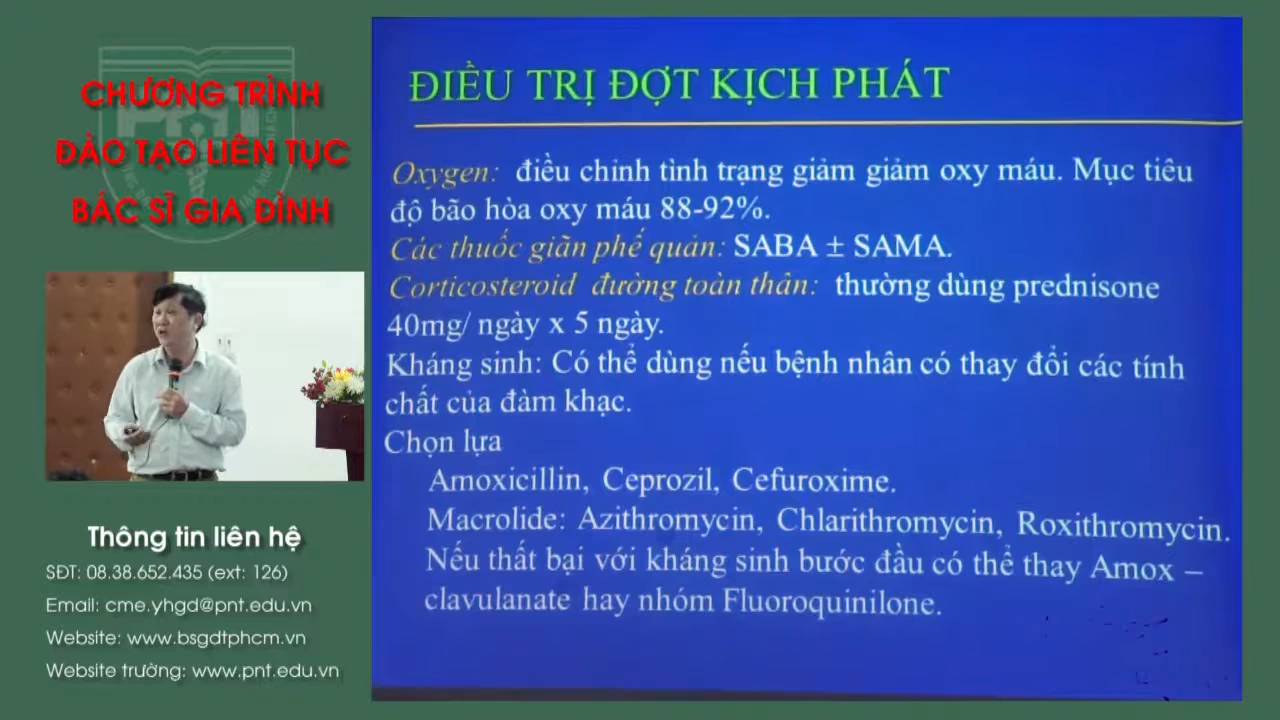 CHƯƠNG TRÌNH
ĐÀO TẠO LIÊN TỤC
BÁC SĨ GIA ĐÌNH
Thông tin liên hệ
SĐT: 08.38.652.435 (ext: 126)
Email: cme.yhgd@pnt.edu.vn
Website: www.bsgdtphcm.vn
Website trường: www.pnt.edu.vn
ĐIỀU TRỊ ĐỢT KỊCH PHÁT
Oxygen: điều chỉnh tình trạng giảm giảm oxy máu. Mục tiêu
độ bão hòa oxy máu 88-92%.
Các thuốc giãn phế quản: SABA ± SAMA.
Corticosteroid đường toàn thân: thường dùng prednisone
40mg/ ngày x 5 ngày.
Kháng sinh: Có thể dùng nếu bệnh nhân có thay đổi các tính
chất của đàm khạc.
Chọn lựa
Amoxicillin, Ceprozil, Cefuroxime.
Macrolide: Azithromycin, Chlarithromycin, Roxithromycin.
Nếu thất bại với kháng sinh bước đầu có thể thay Amox –
clavulanate hay nhóm Fluoroquinilone.